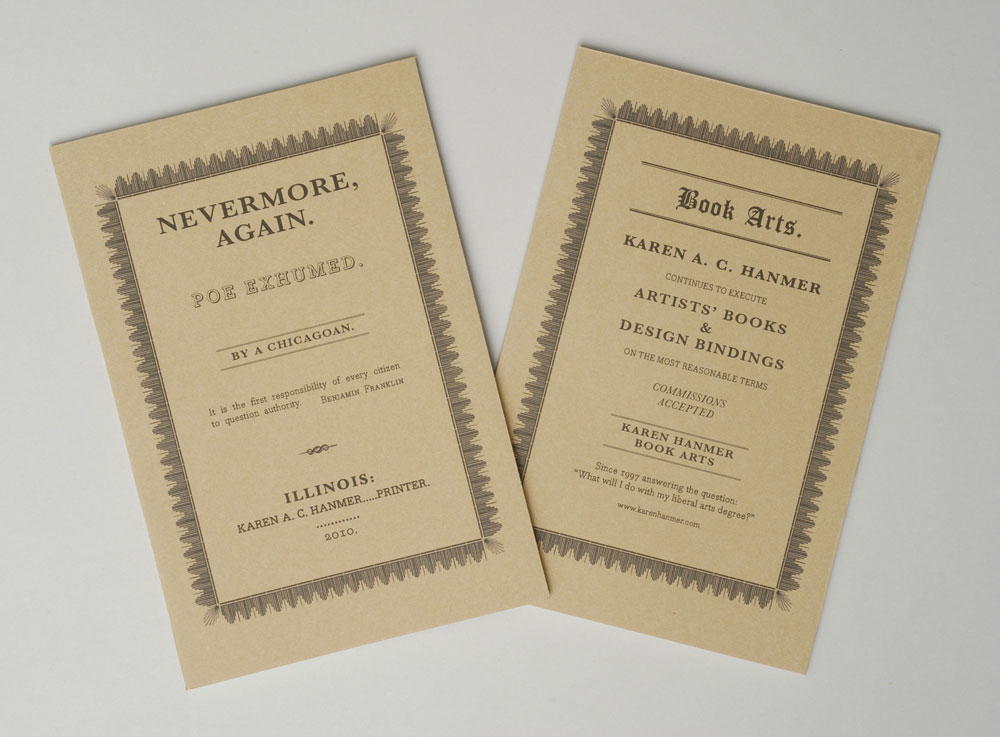 NEVERMORE,
AGAIN.
POE EXHUMED.
BY A CHICAGOAN.
It is the first responsibility of every citizen
to question authority. BENJAMIN FRANKLIN
ILLINOIS:
KAREN A. C. HANMER.....PRINTER.
............
2010.
Book Arts.
KAREN A. C. HANMER
CONTINUES TO EXECUTE
ARTISTS' BOOKS
&
DESIGN BINDINGS
ON THE MOST REASONABLE TERMS
COMMISSIONS
ACCEPTED
KAREN HANMER
BOOK ARTS
Since 1997 answering the question:
"What will I do with my liberal arts degree?"
www.karenhanmer.com